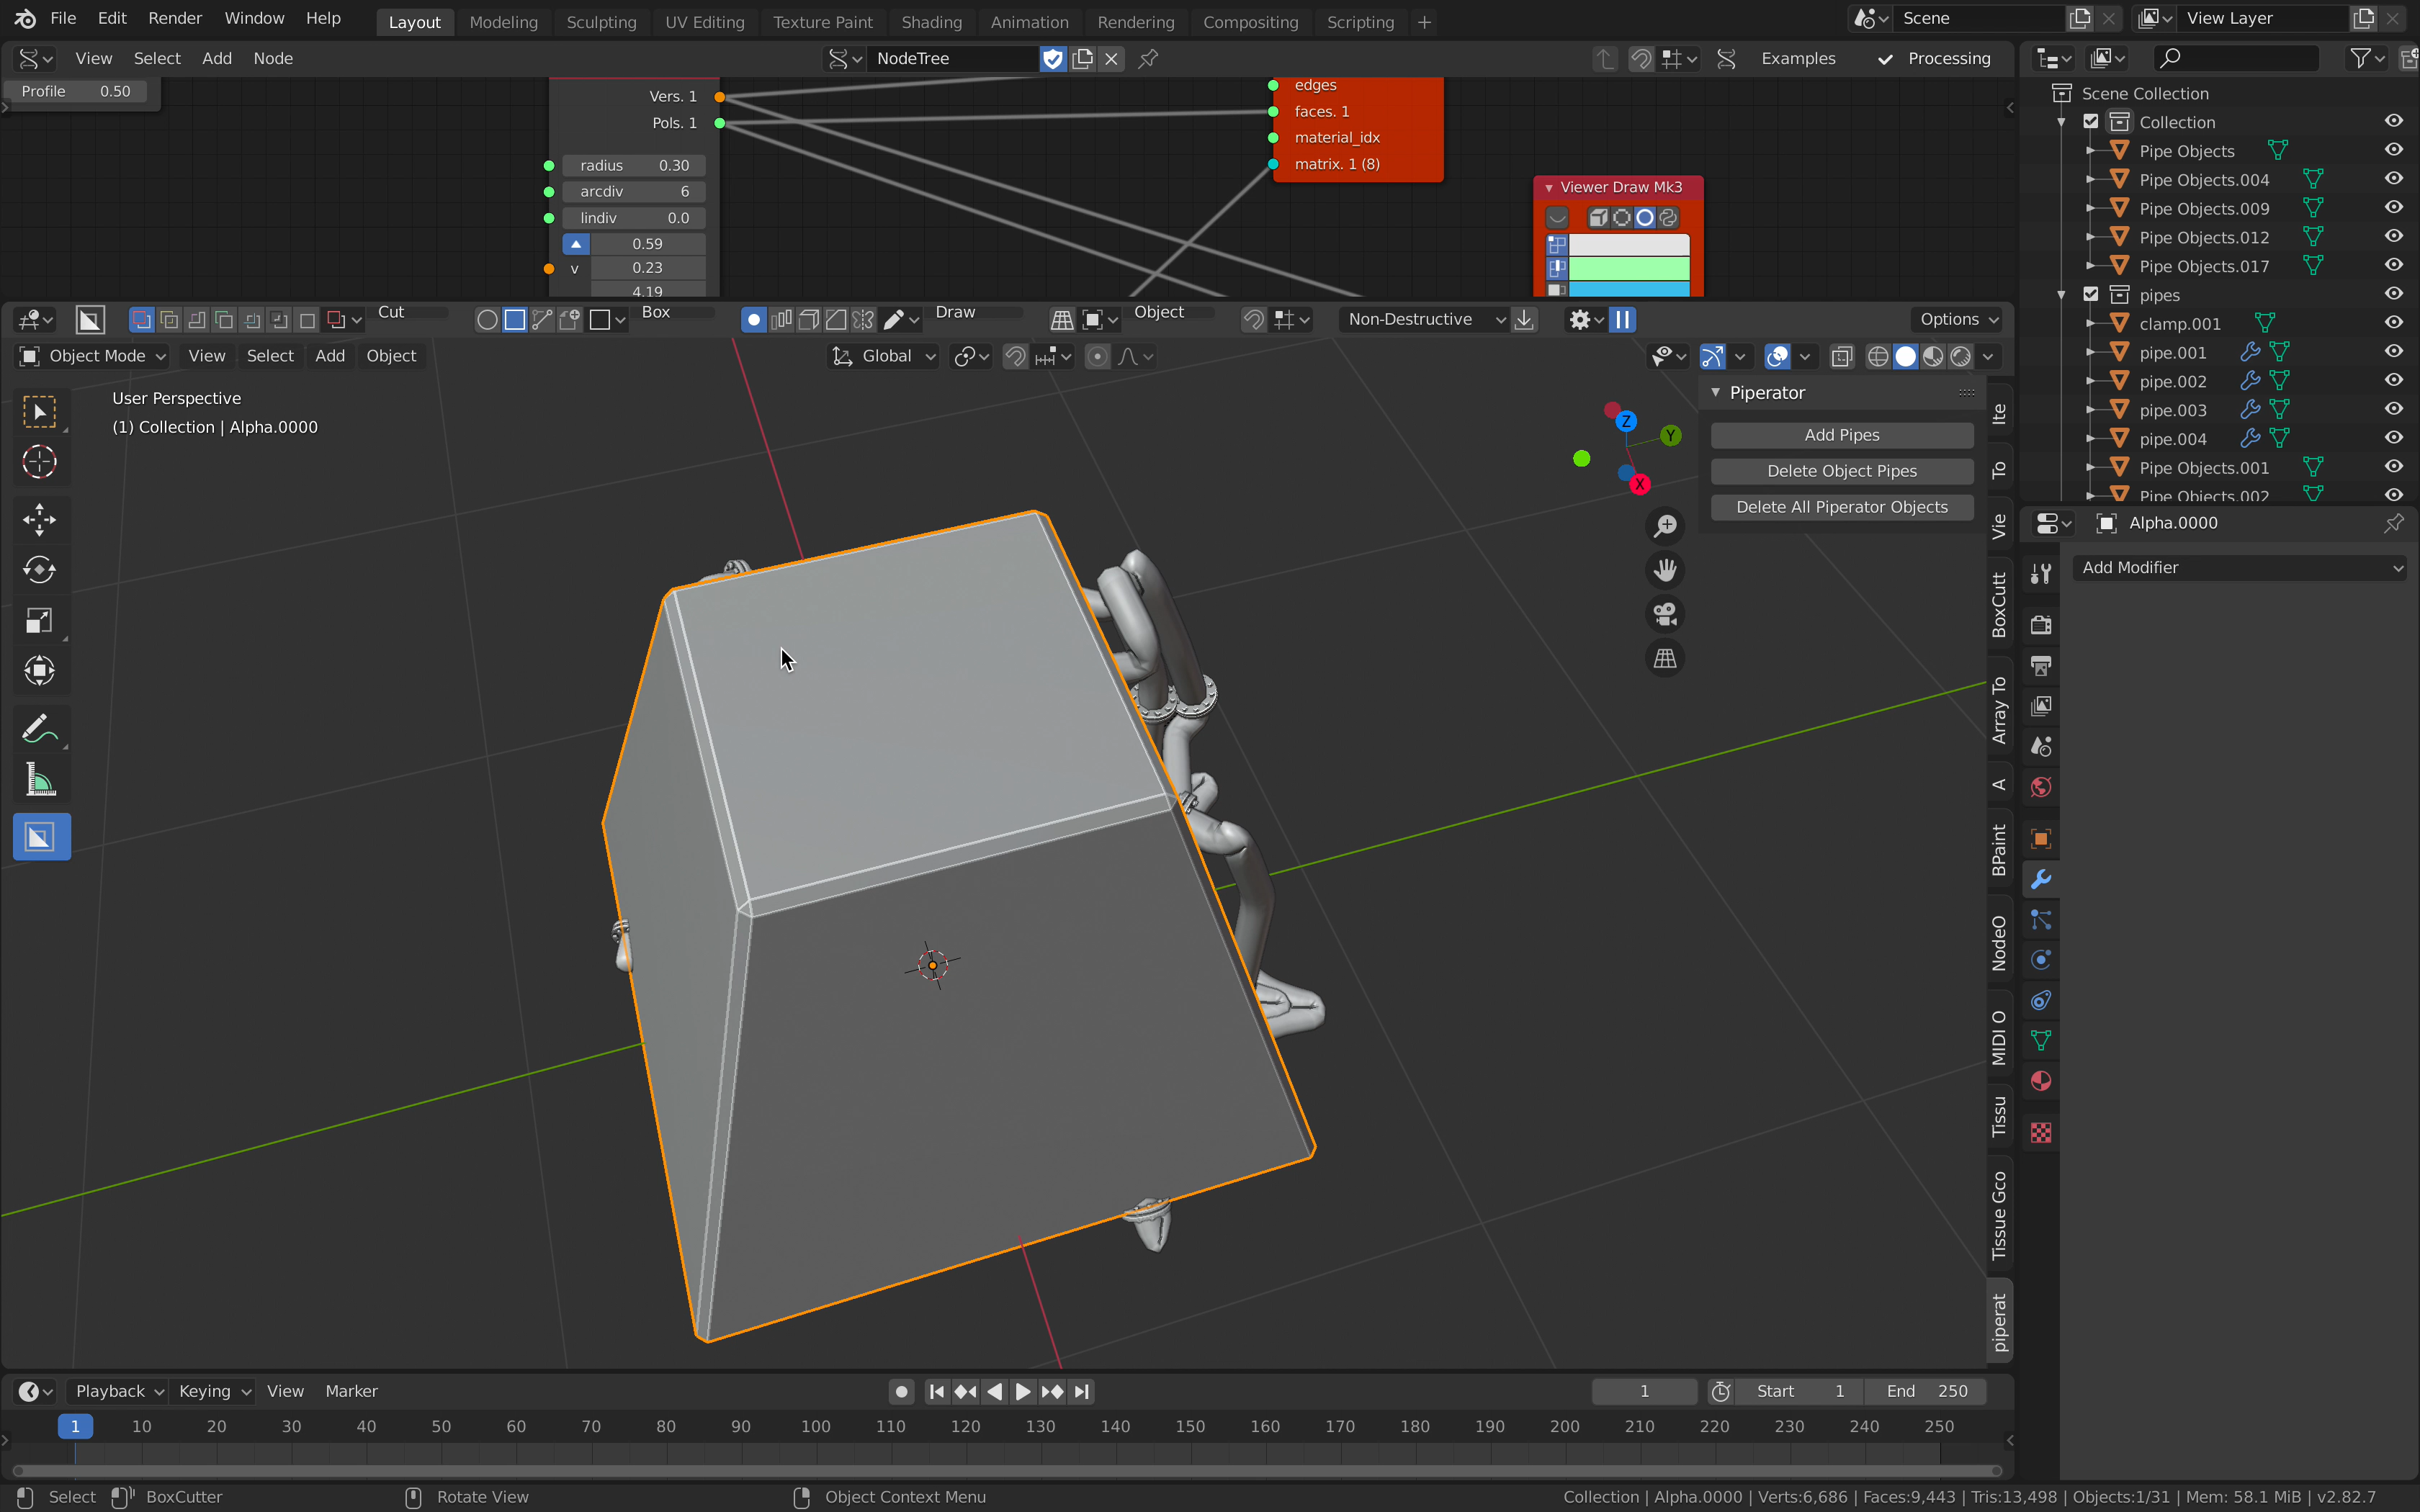 File Edit Render Window Help Layout Modeling Sculpting UV Editing Texture Paint Shading Animation Rendering Compositing Scripting + Scene View Layer
View Select Add Node NodeTree Examples Processing
Profile 0.50
Vers. 1
Pols. 1
radius 0.30
arcdiv 6
lindiv 0.0
0.59
v 0.23
4.19
edges
faces. 1
material_idx
matrix. 1 (8)
Viewer Draw Mk3
Cut Box Draw Object Non-Destructive Options
Object Mode View Select Add Object Global
User Perspective
(1) Collection | Alpha.0000
Z
Y
X
Piperator
Add Pipes
Delete Object Pipes
Delete All Piperator Objects
Ite
To
Vie
BoxCutt
Array To
A
BPaint
NodeO
MIDI O
Tissu
Tissue Gco
piperat
Scene Collection
Collection
Pipe Objects
Pipe Objects.004
Pipe Objects.009
Pipe Objects.012
Pipe Objects.017
pipes
clamp.001
pipe.001
pipe.002
pipe.003
pipe.004
Pipe Objects.001
Pipe Objects.002
Alpha.0000
Add Modifier
Playback Keying View Marker 1 Start 1 End 250
1 10 20 30 40 50 60 70 80 90 100 110 120 130 140 150 160 170 180 190 200 210 220 230 240 250
Select BoxCutter Rotate View Object Context Menu Collection | Alpha.0000 | Verts:6,686 | Faces:9,443 | Tris:13,498 | Objects:1/31 | Mem: 58.1 MiB | v2.82.7